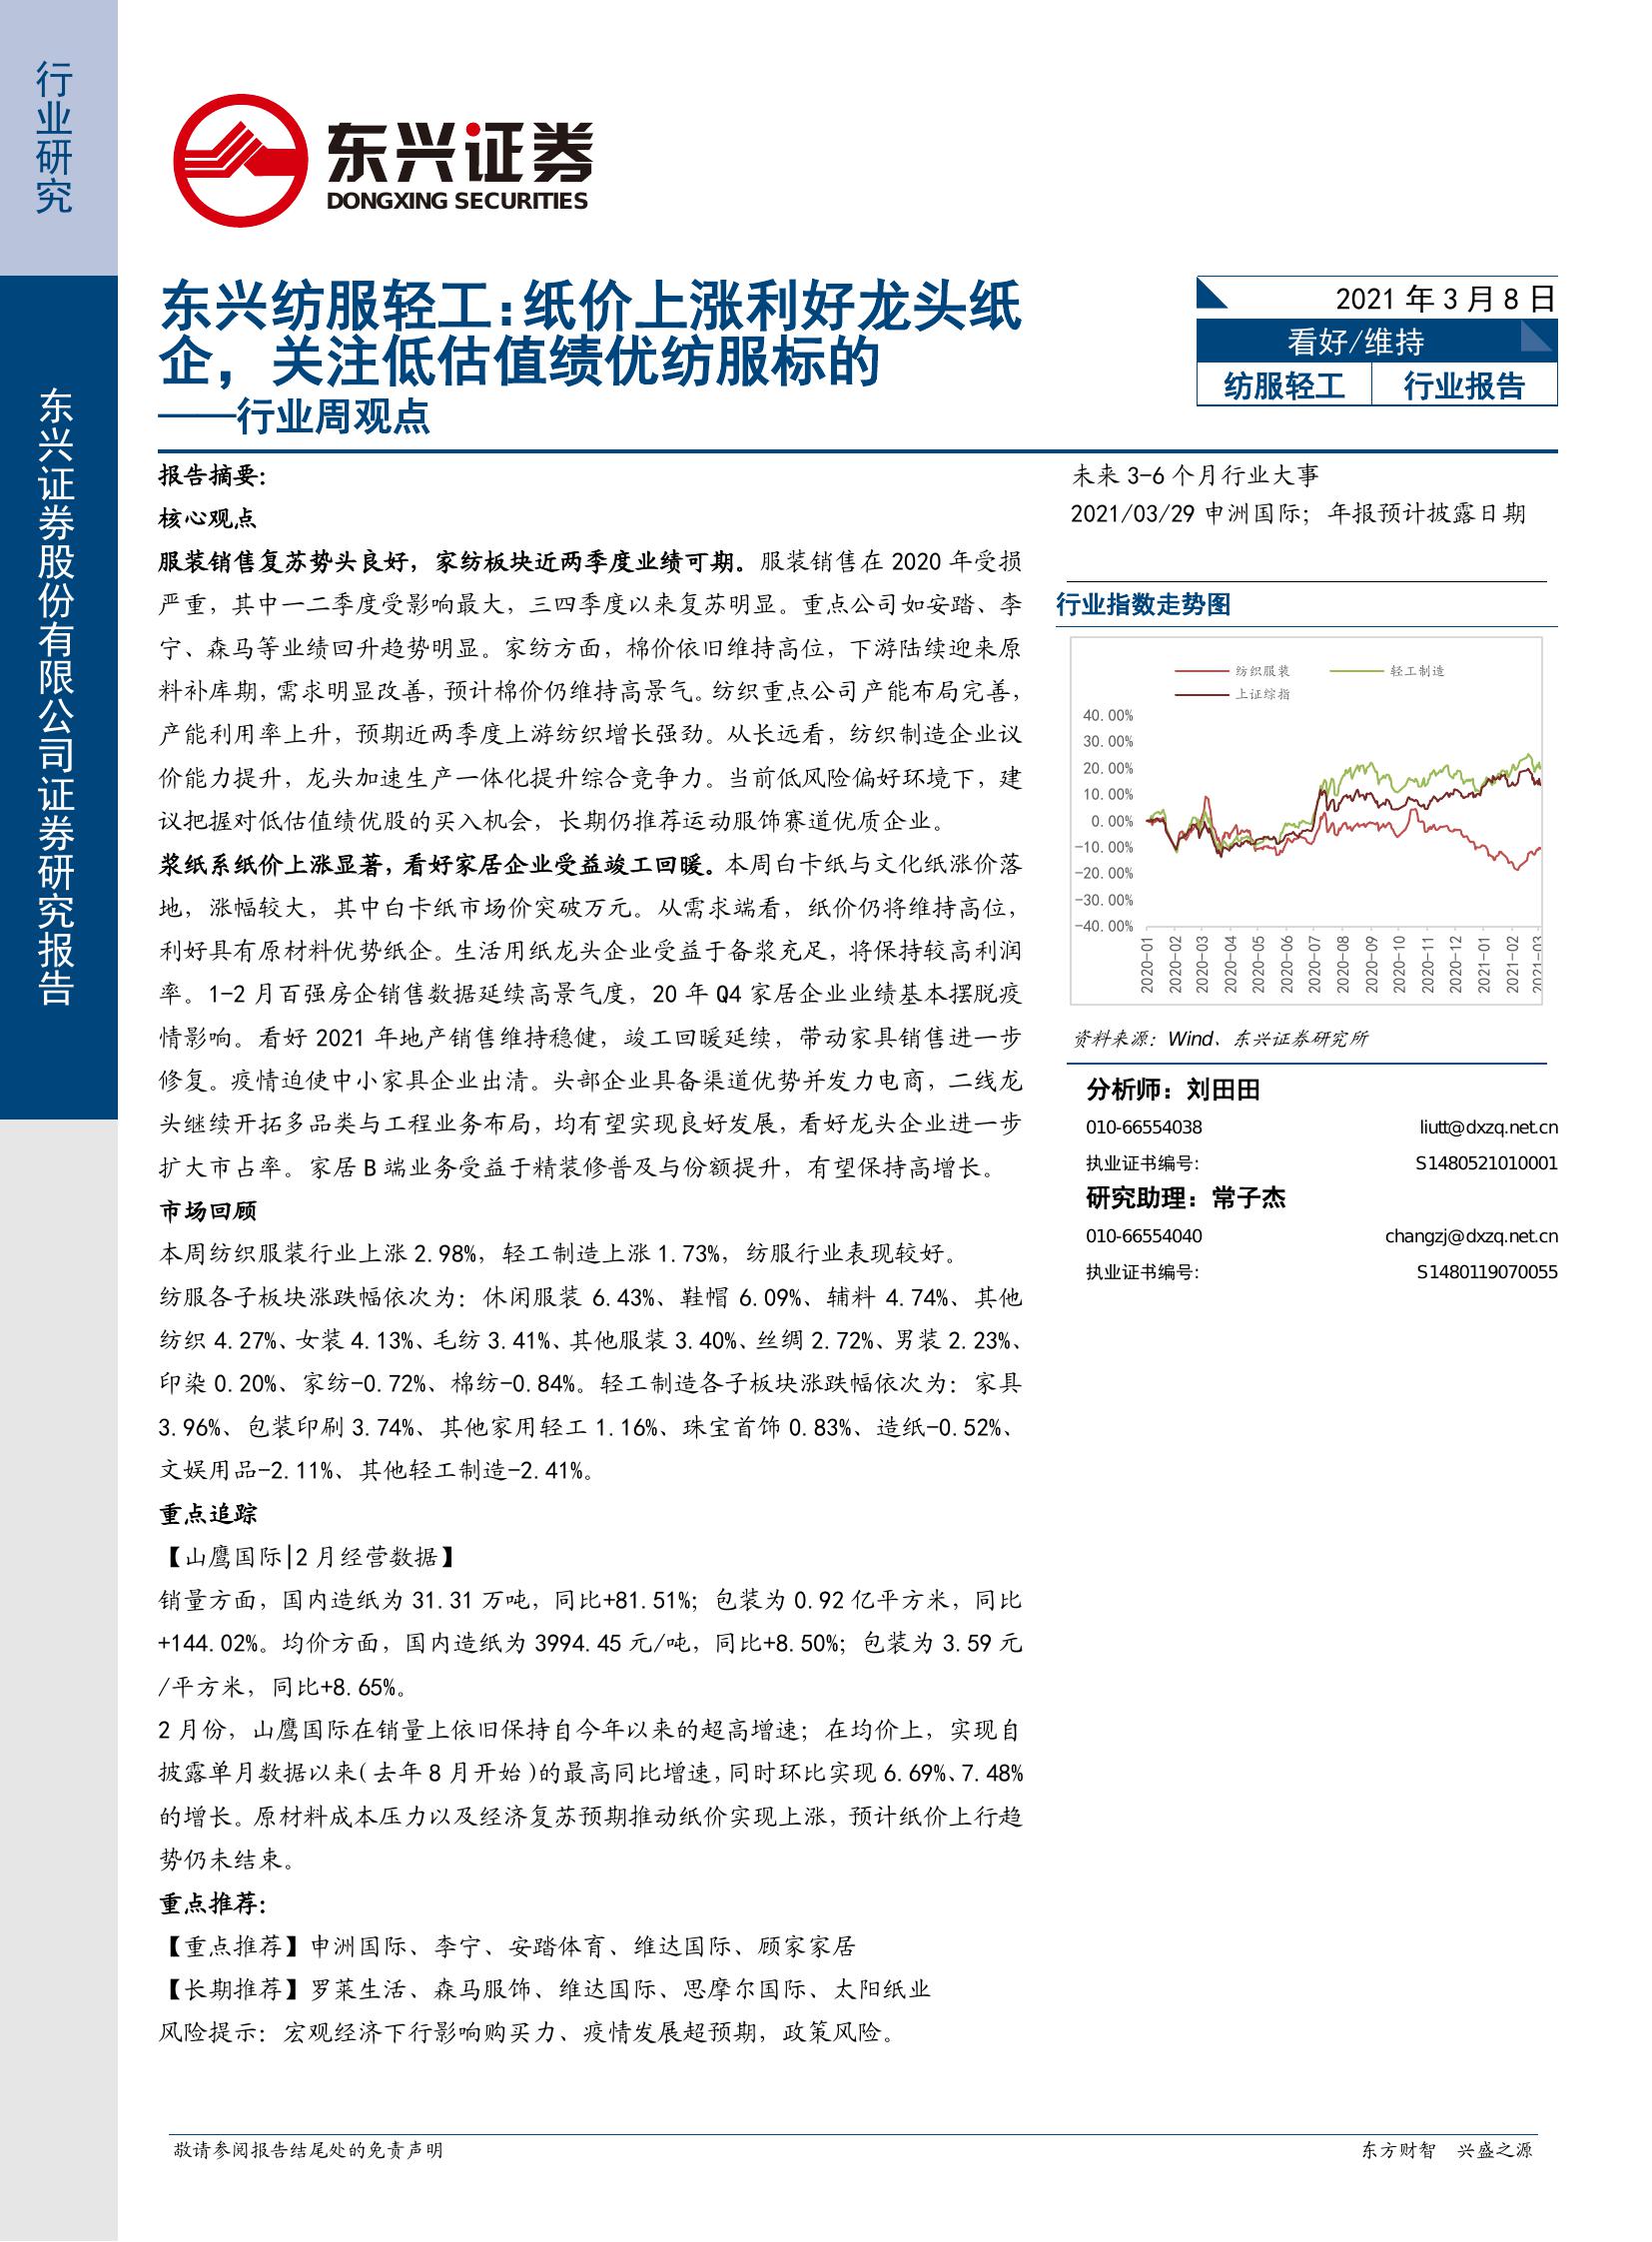 行业研究
东兴证券股份有限公司证券研究报告
东兴证券
DONGXING SECURITIES
东兴纺服轻工：纸价上涨利好龙头纸
企，关注低估值绩优纺服标的
——行业周观点
2021 年 3 月 8 日
看好/维持
纺服轻工 行业报告
报告摘要：
核心观点
服装销售复苏势头良好，家纺板块近两季度业绩可期。服装销售在 2020 年受损
严重，其中一二季度受影响最大，三四季度以来复苏明显。重点公司如安踏、李
宁、森马等业绩回升趋势明显。家纺方面，棉价依旧维持高位，下游陆续迎来原
料补库期，需求明显改善，预计棉价仍维持高景气。纺织重点公司产能布局完善，
产能利用率上升，预期近两季度上游纺织增长强劲。从长远看，纺织制造企业议
价能力提升，龙头加速生产一体化提升综合竞争力。当前低风险偏好环境下，建
议把握对低估值绩优股的买入机会，长期仍推荐运动服饰赛道优质企业。
浆纸系纸价上涨显著，看好家居企业受益竣工回暖。本周白卡纸与文化纸涨价落
地，涨幅较大，其中白卡纸市场价突破万元。从需求端看，纸价仍将维持高位，
利好具有原材料优势纸企。生活用纸龙头企业受益于备浆充足，将保持较高利润
率。1-2 月百强房企销售数据延续高景气度，20 年 Q4 家居企业业绩基本摆脱疫
情影响。看好 2021 年地产销售维持稳健，竣工回暖延续，带动家具销售进一步
修复。疫情迫使中小家具企业出清。头部企业具备渠道优势并发力电商，二线龙
头继续开拓多品类与工程业务布局，均有望实现良好发展，看好龙头企业进一步
扩大市占率。家居 B 端业务受益于精装修普及与份额提升，有望保持高增长。
市场回顾
本周纺织服装行业上涨 2.98%，轻工制造上涨 1.73%，纺服行业表现较好。
纺服各子板块涨跌幅依次为：休闲服装 6.43%、鞋帽 6.09%、辅料 4.74%、其他
纺织 4.27%、女装 4.13%、毛纺 3.41%、其他服装 3.40%、丝绸 2.72%、男装 2.23%、
印染 0.20%、家纺-0.72%、棉纺-0.84%。轻工制造各子板块涨跌幅依次为：家具
3.96%、包装印刷 3.74%、其他家用轻工 1.16%、珠宝首饰 0.83%、造纸-0.52%、
文娱用品-2.11%、其他轻工制造-2.41%。
重点追踪
【山鹰国际|2 月经营数据】
销量方面，国内造纸为 31.31 万吨，同比+81.51%；包装为 0.92 亿平方米，同比
+144.02%。均价方面，国内造纸为 3994.45 元/吨，同比+8.50%；包装为 3.59 元
/平方米，同比+8.65%。
2 月份，山鹰国际在销量上依旧保持自今年以来的超高增速；在均价上，实现自
披露单月数据以来（去年 8 月开始）的最高同比增速，同时环比实现 6.69%、7.48%
的增长。原材料成本压力以及经济复苏预期推动纸价实现上涨，预计纸价上行趋
势仍未结束。
重点推荐：
【重点推荐】申洲国际、李宁、安踏体育、维达国际、顾家家居
【长期推荐】罗莱生活、森马服饰、维达国际、思摩尔国际、太阳纸业
风险提示：宏观经济下行影响购买力、疫情发展超预期，政策风险。
未来 3-6 个月行业大事
2021/03/29 申洲国际；年报预计披露日期
行业指数走势图
纺织服装 轻工制造
上证综指
40.00%
30.00%
20.00%
10.00%
0.00%
-10.00%
-20.00%
-30.00%
-40.00%
2020-01 2020-02 2020-03 2020-04 2020-05 2020-06 2020-07 2020-08 2020-09 2020-10 2020-11 2020-12 2021-01 2021-02 2021-03
资料来源：Wind、东兴证券研究所
分析师：刘田田
010-66554038 liutt@dxzq.net.cn
执业证书编号: S1480521010001
研究助理：常子杰
010-66554040 changzj@dxzq.net.cn
执业证书编号: S1480119070055
敬请参阅报告结尾处的免责声明 东方财智 兴盛之源